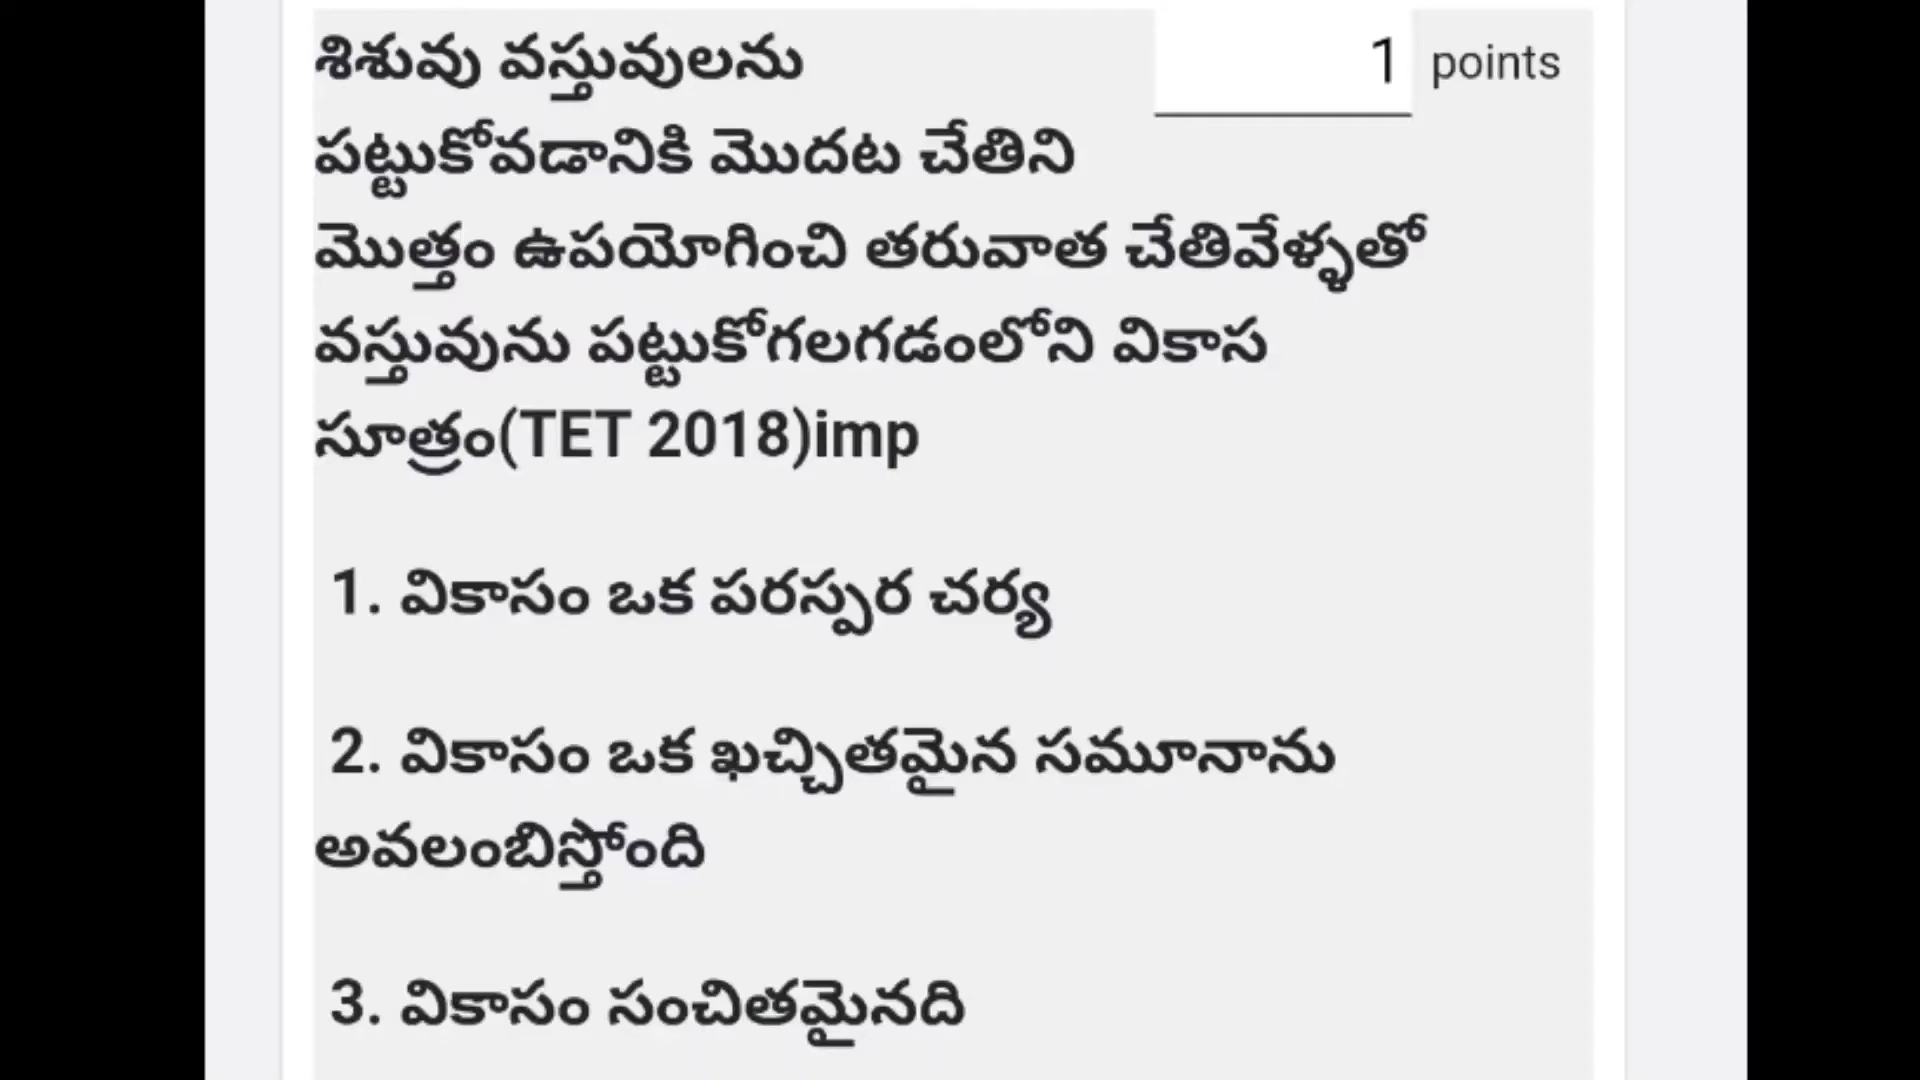 శిశువు వస్తువులను
1 points
పట్టుకోవడానికి మొదట చేతిని
మొత్తం ఉపయోగించి తరువాత చేతివేళ్ళతో
వస్తువును పట్టుకోగలగడంలోని వికాస
సూత్రం(TET 2018)imp
1. వికాసం ఒక పరస్పర చర్య
2. వికాసం ఒక ఖచ్చితమైన సమూనాను
అవలంబిస్తోంది
3. వికాసం సంచితమైనది